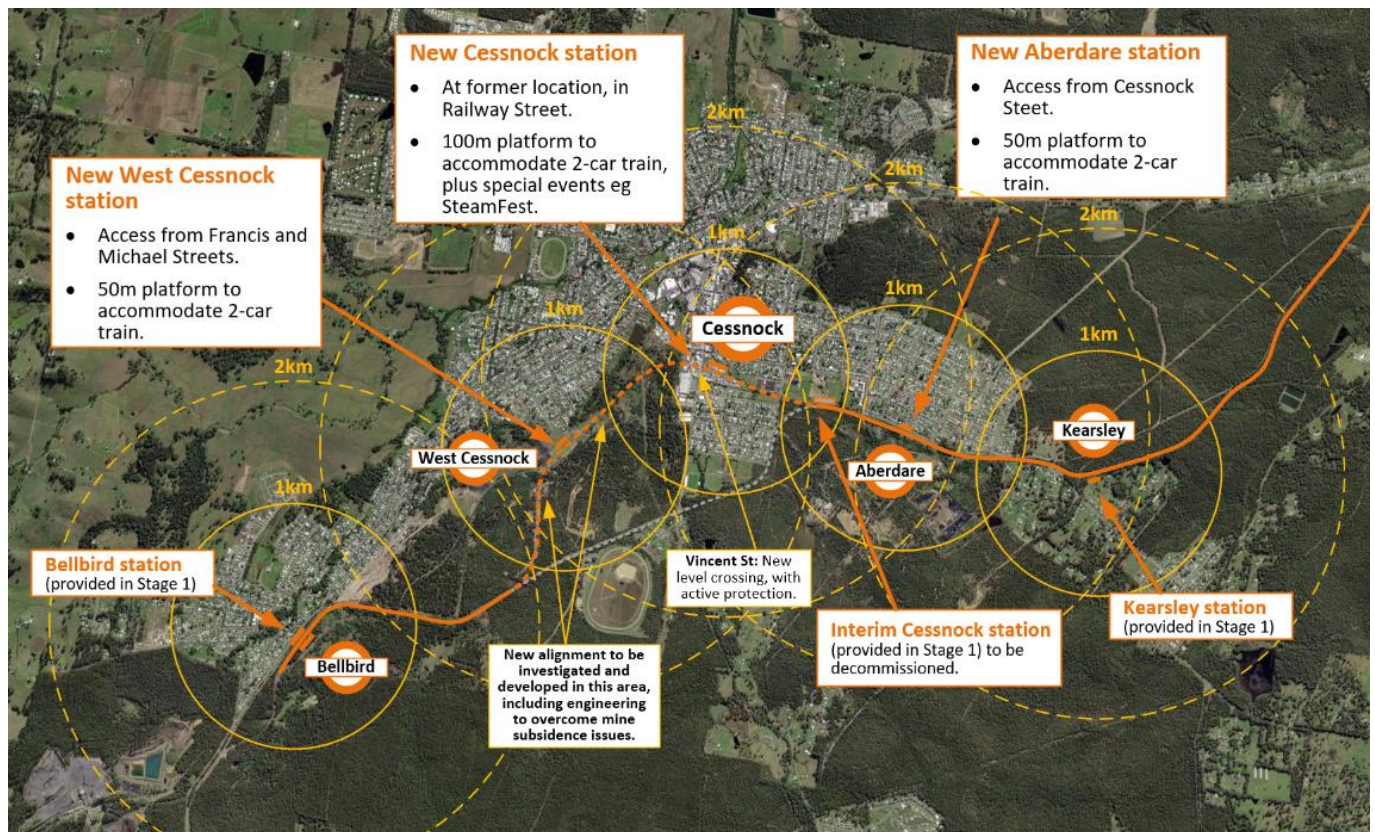 New Cessnock station
• At former location, in
Railway Street.
• 100m platform to
accommodate 2-car train,
plus special events eg
SteamFest.
New Aberdare station
• Access from Cessnock
Steet.
• 50m platform to
accommodate 2-car
train.
New West Cessnock
station
• Access from Francis and
Michael Streets.
• 50m platform to
accommodate 2-car
train.
2km
2km
2km
2km
1km
1km
1km
1km
1km
Cessnock
West Cessnock
Aberdare
Kearsley
Bellbird
Bellbird station
(provided in Stage 1)
New alignment to be
investigated and
developed in this area,
including engineering
to overcome mine
subsidence issues.
Vincent St: New
level crossing, with
active protection.
Interim Cessnock station
(provided in Stage 1) to be
decommissioned.
Kearsley station
(provided in Stage 1)